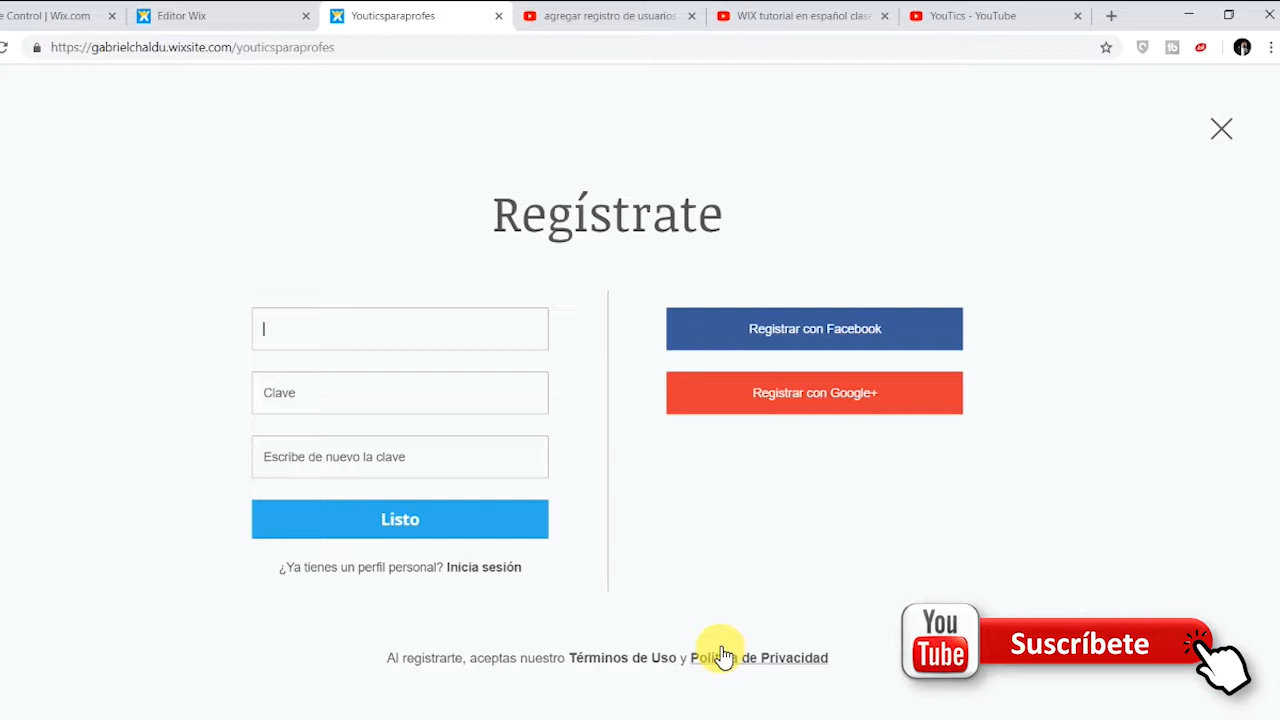 e Control | Wix.com
Editor Wix
Youticsparaprofes
agregar registro de usuarios
WIX tutorial en español clase
YouTics - YouTube
https://gabrielchaldu.wixsite.com/youticsparaprofes
Regístrate
Clave
Escribe de nuevo la clave
Listo
¿Ya tienes un perfil personal? Inicia sesión
Registrar con Facebook
Registrar con Google+
Al registrarte, aceptas nuestro Términos de Uso y Política de Privacidad
You
Tube
Suscríbete